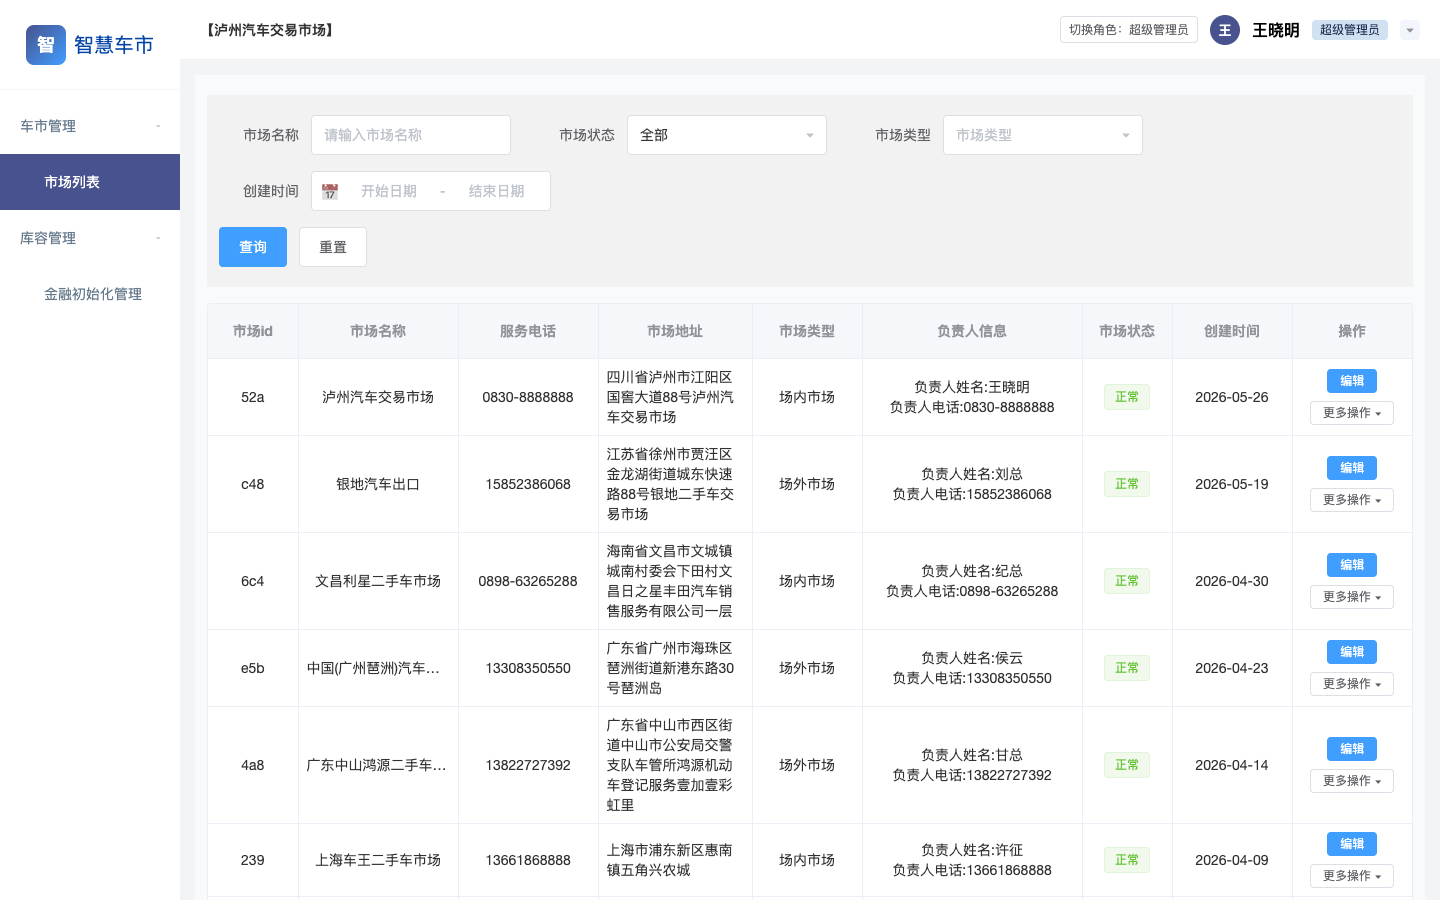 智 智慧车市
【泸州汽车交易市场】
切换角色：超级管理员
王 王晓明 超级管理员
车市管理 -
市场列表
库容管理 -
金融初始化管理
市场名称 请输入市场名称 市场状态 全部 市场类型 市场类型
创建时间 开始日期 - 结束日期
查询 重置
市场id 市场名称 服务电话 市场地址 市场类型 负责人信息 市场状态 创建时间 操作
52a 泸州汽车交易市场 0830-8888888
四川省泸州市江阳区
国窖大道88号泸州汽
车交易市场
场内市场
负责人姓名:王晓明
负责人电话:0830-8888888
正常 2026-05-26
编辑
更多操作
c48 银地汽车出口 15852386068
江苏省徐州市贾汪区
金龙湖街道城东快速
路88号银地二手车交
易市场
场外市场
负责人姓名:刘总
负责人电话:15852386068
正常 2026-05-19
编辑
更多操作
6c4 文昌利星二手车市场 0898-63265288
海南省文昌市文城镇
城南村委会下田村文
昌日之星丰田汽车销
售服务有限公司一层
场内市场
负责人姓名:纪总
负责人电话:0898-63265288
正常 2026-04-30
编辑
更多操作
e5b 中国(广州琶洲)汽车... 13308350550
广东省广州市海珠区
琶洲街道新港东路30
号琶洲岛
场外市场
负责人姓名:侯云
负责人电话:13308350550
正常 2026-04-23
编辑
更多操作
4a8 广东中山鸿源二手车... 13822727392
广东省中山市西区街
道中山市公安局交警
支队车管所鸿源机动
车登记服务壹加壹彩
虹里
场外市场
负责人姓名:甘总
负责人电话:13822727392
正常 2026-04-14
编辑
更多操作
239 上海车王二手车市场 13661868888
上海市浦东新区惠南
镇五角兴农城
场内市场
负责人姓名:许征
负责人电话:13661868888
正常 2026-04-09
编辑
更多操作